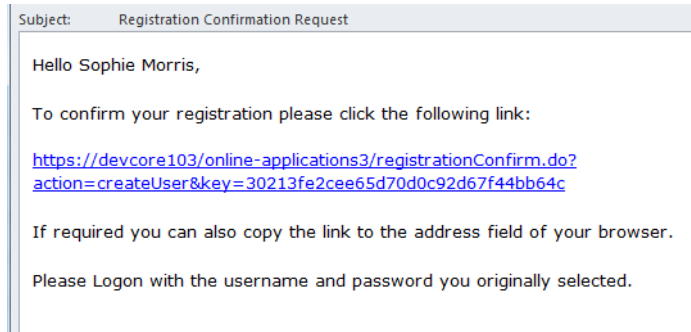 Subject: Registration Confirmation Request
Hello Sophie Morris,
To confirm your registration please click the following link:
https://devcore103/online-applications3/registrationConfirm.do?
action=createUser&key=30213fe2cee65d70d0c92d67f44bb64c
If required you can also copy the link to the address field of your browser.
Please Logon with the username and password you originally selected.